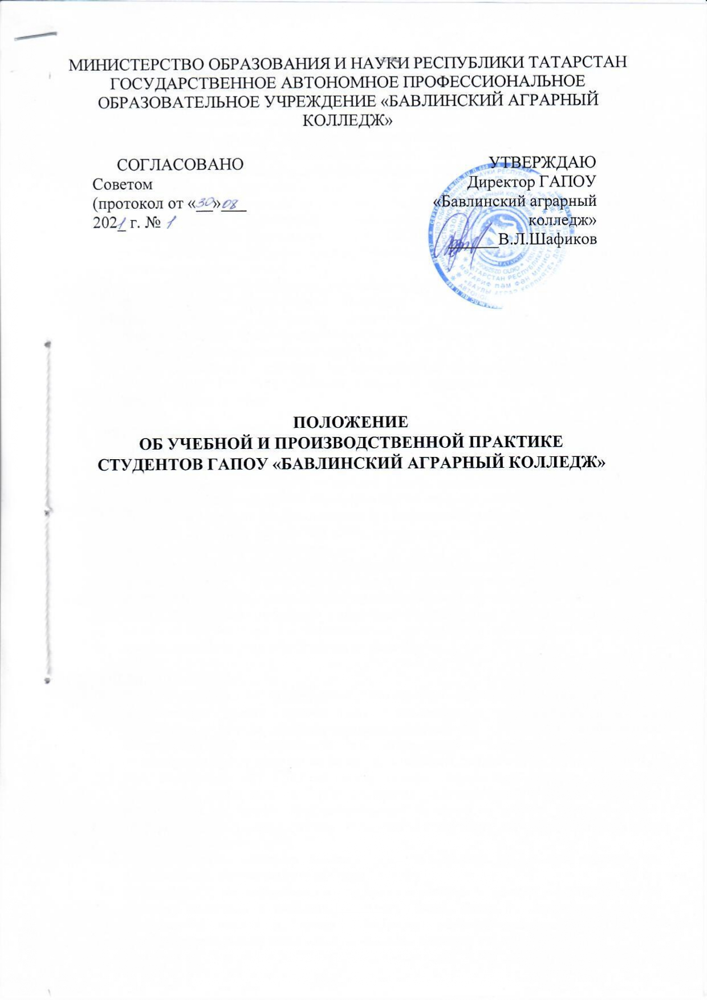 МИНИСТЕРСТВО ОБРАЗОВАНИЯ И НАУКИ РЕСПУБЛИКИ ТАТАРСТАН
ГОСУДАРСТВЕННОЕ АВТОНОМНОЕ ПРОФЕССИОНАЛЬНОЕ
ОБРАЗОВАТЕЛЬНОЕ УЧРЕЖДЕНИЕ «БАВЛИНСКИЙ АГРАРНЫЙ
КОЛЛЕДЖ»
СОГЛАСОВАНО
Советом
(протокол от «30» 08
2021 г. № 1
УТВЕРЖДАЮ
Директор ГАПОУ
«Бавлинский аграрный
колледж»
______В.Л.Шафиков
ПОЛОЖЕНИЕ
ОБ УЧЕБНОЙ И ПРОИЗВОДСТВЕННОЙ ПРАКТИКЕ
СТУДЕНТОВ ГАПОУ «БАВЛИНСКИЙ АГРАРНЫЙ КОЛЛЕДЖ»